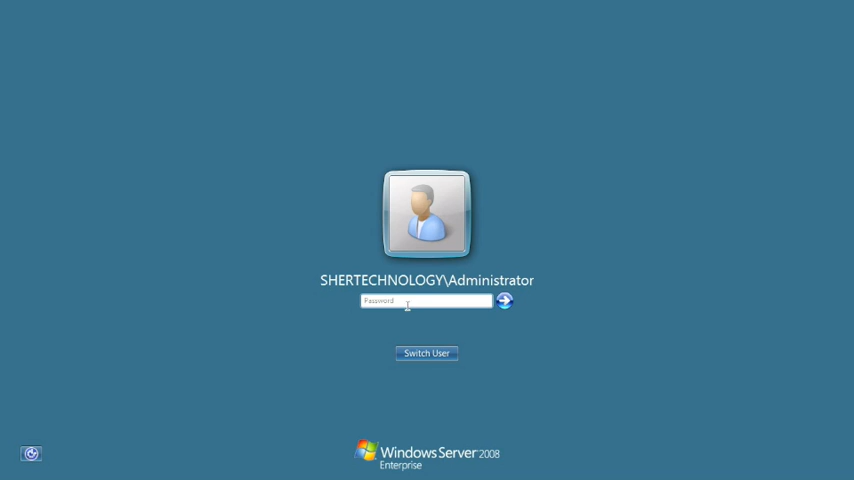 SHERTECHNOLOGY\Administrator
Password
Switch User
Windows Server 2008
Enterprise